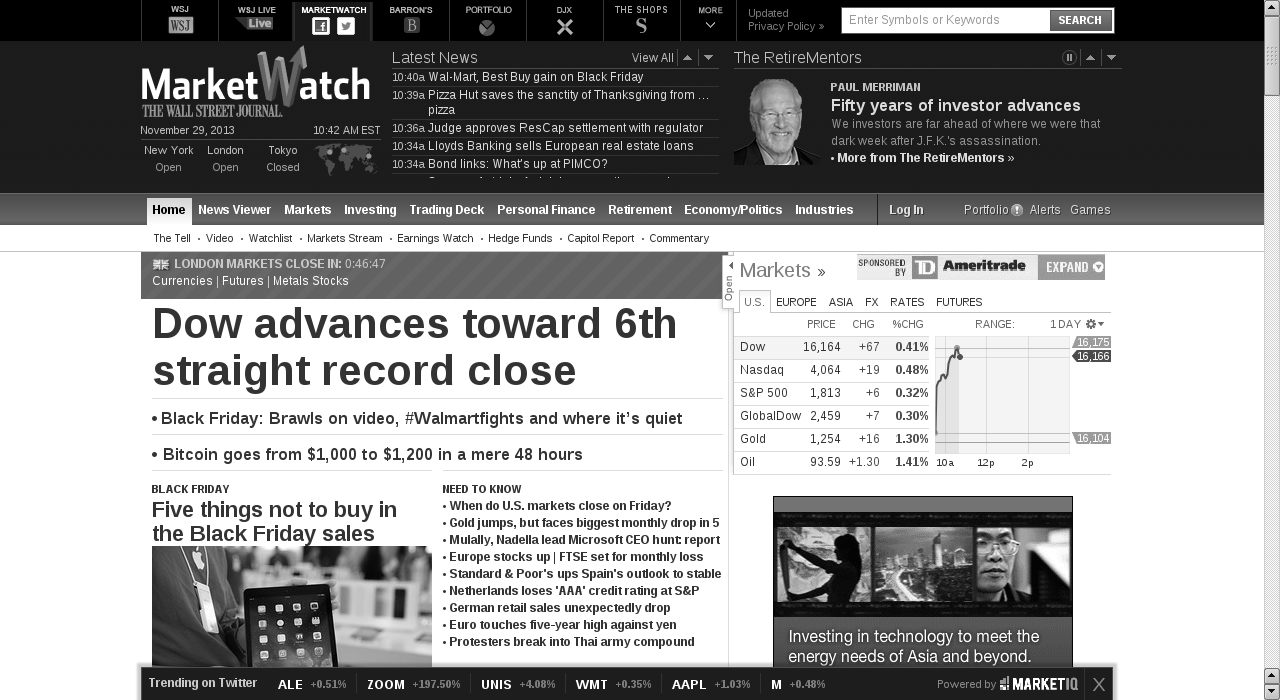 WSJ
WSJ LIVE
MARKETWATCH
BARRON'S
PORTFOLIO
DJX
THE SHOPS
MORE
WSJ
Live
B
S
Updated
Privacy Policy »
Enter Symbols or Keywords
SEARCH
MarketWatch
THE WALL STREET JOURNAL.
November 29, 2013
10:42 AM EST
New York
London
Tokyo
Open
Open
Closed
Latest News
View All
10:40a Wal-Mart, Best Buy gain on Black Friday
10:39a Pizza Hut saves the sanctity of Thanksgiving from …
pizza
10:36a Judge approves ResCap settlement with regulator
10:34a Lloyds Banking sells European real estate loans
10:34a Bond links: What's up at PIMCO?
The RetireMentors
PAUL MERRIMAN
Fifty years of investor advances
We investors are far ahead of where we were that
dark week after J.F.K.'s assassination.
• More from The RetireMentors »
Home News Viewer Markets Investing Trading Deck Personal Finance Retirement Economy/Politics Industries
Log In
Portfolio Alerts Games
The Tell • Video • Watchlist • Markets Stream • Earnings Watch • Hedge Funds • Capitol Report • Commentary
LONDON MARKETS CLOSE IN: 0:46:47
Currencies | Futures | Metals Stocks
Dow advances toward 6th
straight record close
• Black Friday: Brawls on video, #Walmartfights and where it's quiet
• Bitcoin goes from $1,000 to $1,200 in a mere 48 hours
BLACK FRIDAY
Five things not to buy in
the Black Friday sales
NEED TO KNOW
• When do U.S. markets close on Friday?
• Gold jumps, but faces biggest monthly drop in 5
• Mulally, Nadella lead Microsoft CEO hunt: report
• Europe stocks up | FTSE set for monthly loss
• Standard & Poor's ups Spain's outlook to stable
• Netherlands loses 'AAA' credit rating at S&P
• German retail sales unexpectedly drop
• Euro touches five-year high against yen
• Protesters break into Thai army compound
Open
Markets »
SPONSORED
BY
TD Ameritrade
EXPAND
U.S. EUROPE ASIA FX RATES FUTURES
PRICE CHG %CHG
Dow 16,164 +67 0.41%
Nasdaq 4,064 +19 0.48%
S&P 500 1,813 +6 0.32%
GlobalDow 2,459 +7 0.30%
Gold 1,254 +16 1.30%
Oil 93.59 +1.30 1.41%
RANGE: 1 DAY
16,175
16,166
16,104
10a 12p 2p
Investing in technology to meet the
energy needs of Asia and beyond.
Trending on Twitter
ALE +0.51%
ZOOM +197.50%
UNIS +4.08%
WMT +0.35%
AAPL +1.03%
M +0.48%
Powered by MARKETIQ